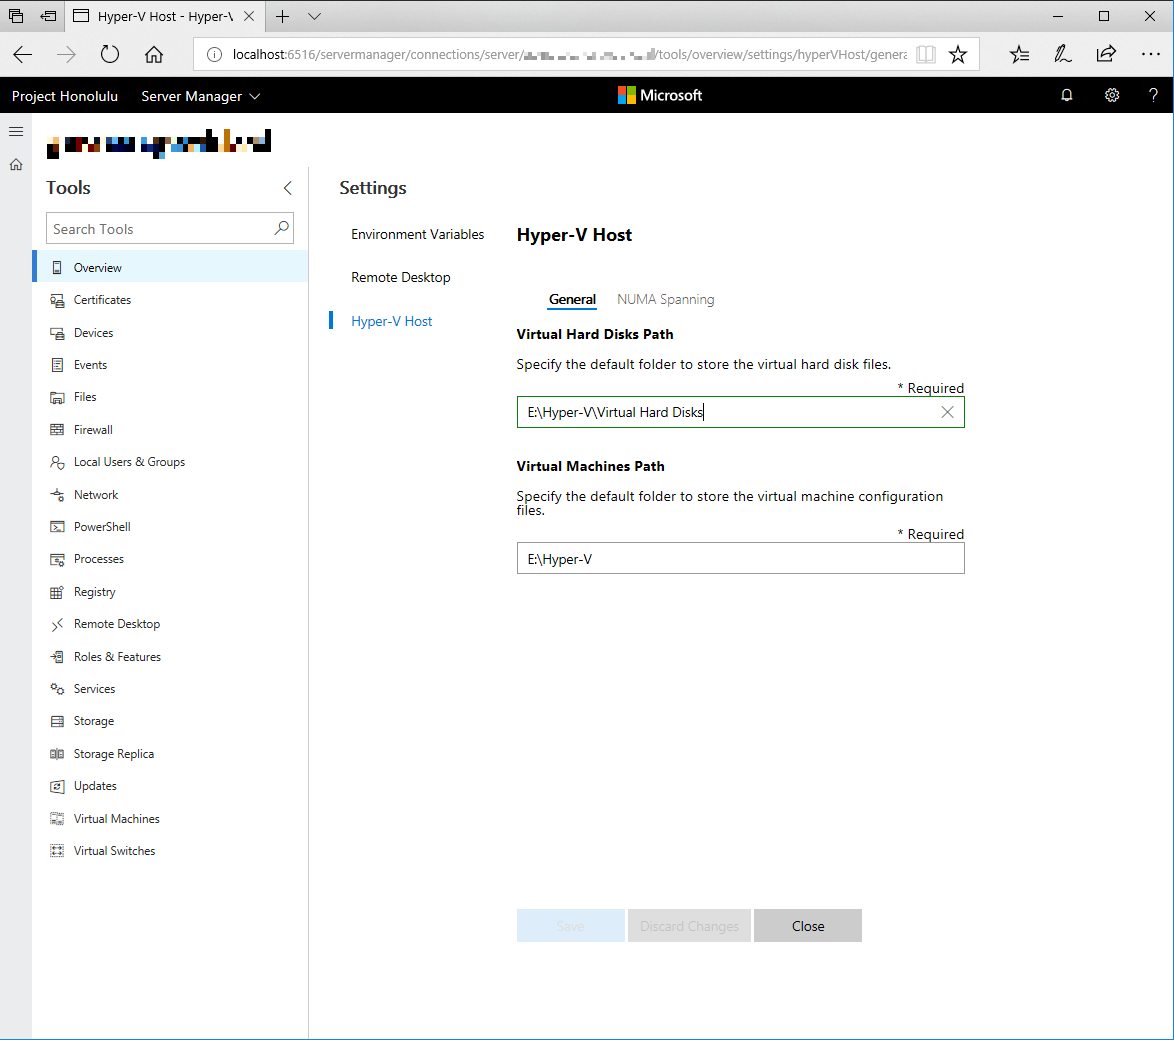 Hyper-V Host - Hyper-V
localhost:6516/servermanager/connections/server/
/tools/overview/settings/hyperVHost/genera
Project Honolulu
Server Manager
Microsoft
?
Tools
Search Tools
Overview
Certificates
Devices
Events
Files
Firewall
Local Users & Groups
Network
PowerShell
Processes
Registry
Remote Desktop
Roles & Features
Services
Storage
Storage Replica
Updates
Virtual Machines
Virtual Switches
Settings
Environment Variables
Remote Desktop
Hyper-V Host
Hyper-V Host
General
NUMA Spanning
Virtual Hard Disks Path
Specify the default folder to store the virtual hard disk files.
* Required
E:\Hyper-V\Virtual Hard Disks
Virtual Machines Path
Specify the default folder to store the virtual machine configuration
files.
* Required
E:\Hyper-V
Save
Discard Changes
Close